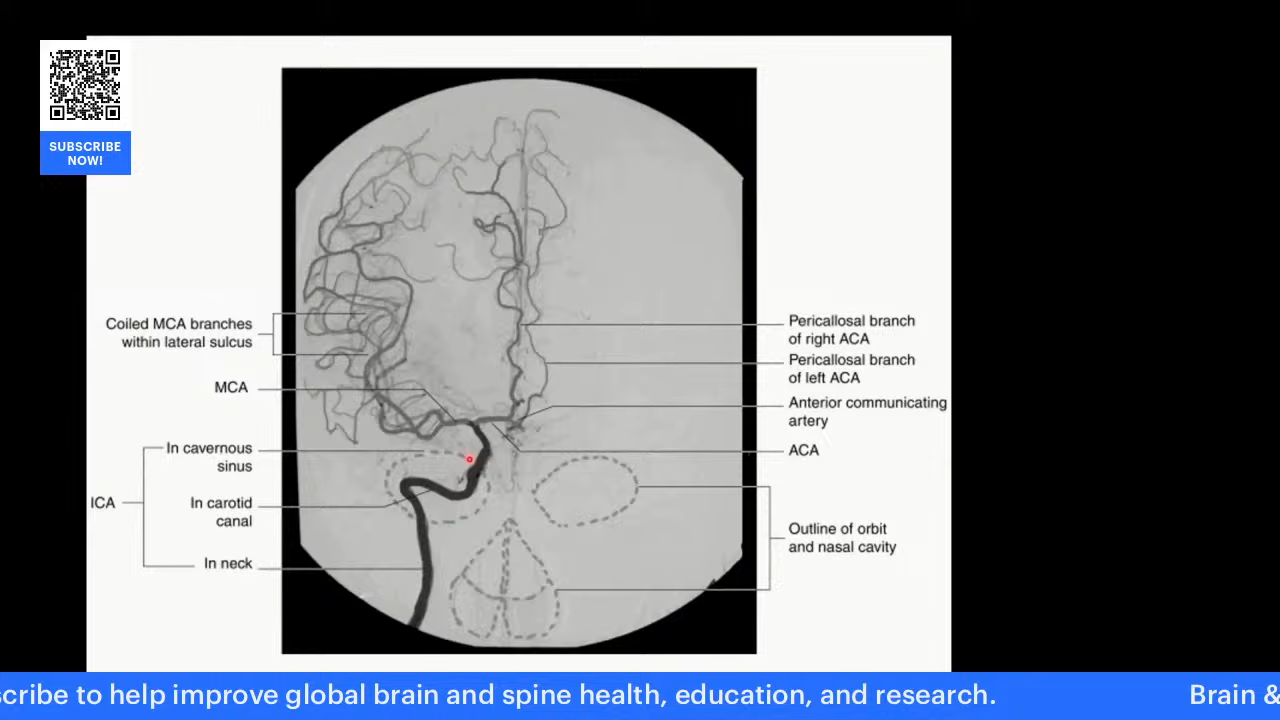 SUBSCRIBE
NOW!
Coiled MCA branches
within lateral sulcus
MCA
In cavernous
sinus
ICA
In carotid
canal
In neck
Pericallosal branch
of right ACA
Pericallosal branch
of left ACA
Anterior communicating
artery
ACA
Outline of orbit
and nasal cavity
scribe to help improve global brain and spine health, education, and research.
Brain &